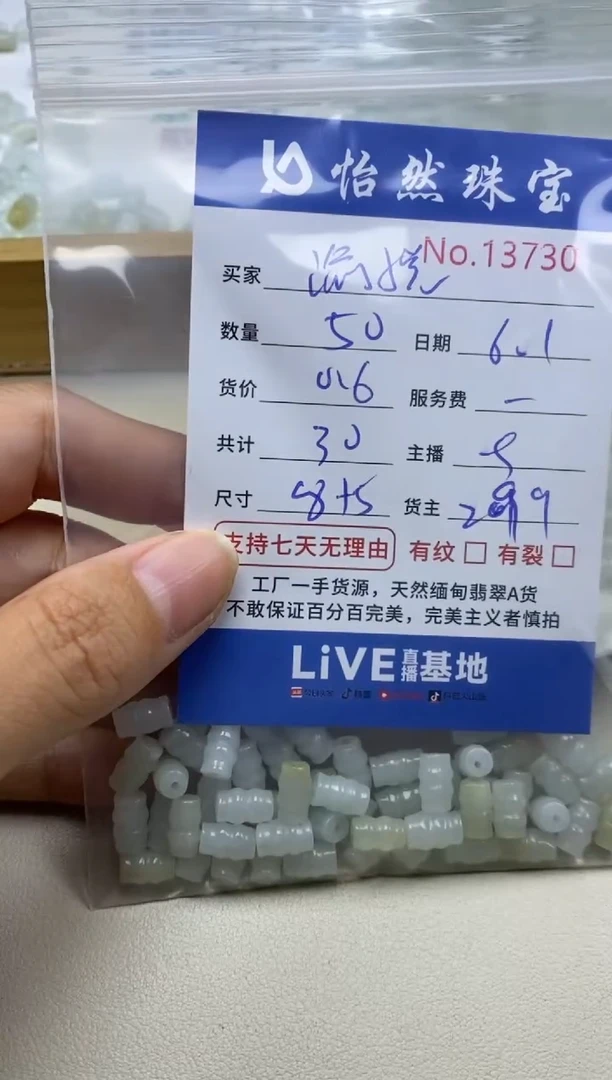 怡然珠宝
No.13730
买家
数量 50 日期 6.1
货价 0.6 服务费 —
共计 30 主播
尺寸 8+5 货主
支持七天无理由 有纹 □ 有裂 □
工厂一手货源，天然缅甸翡翠A货
不敢保证百分百完美，完美主义者慎拍
LiVE直播基地